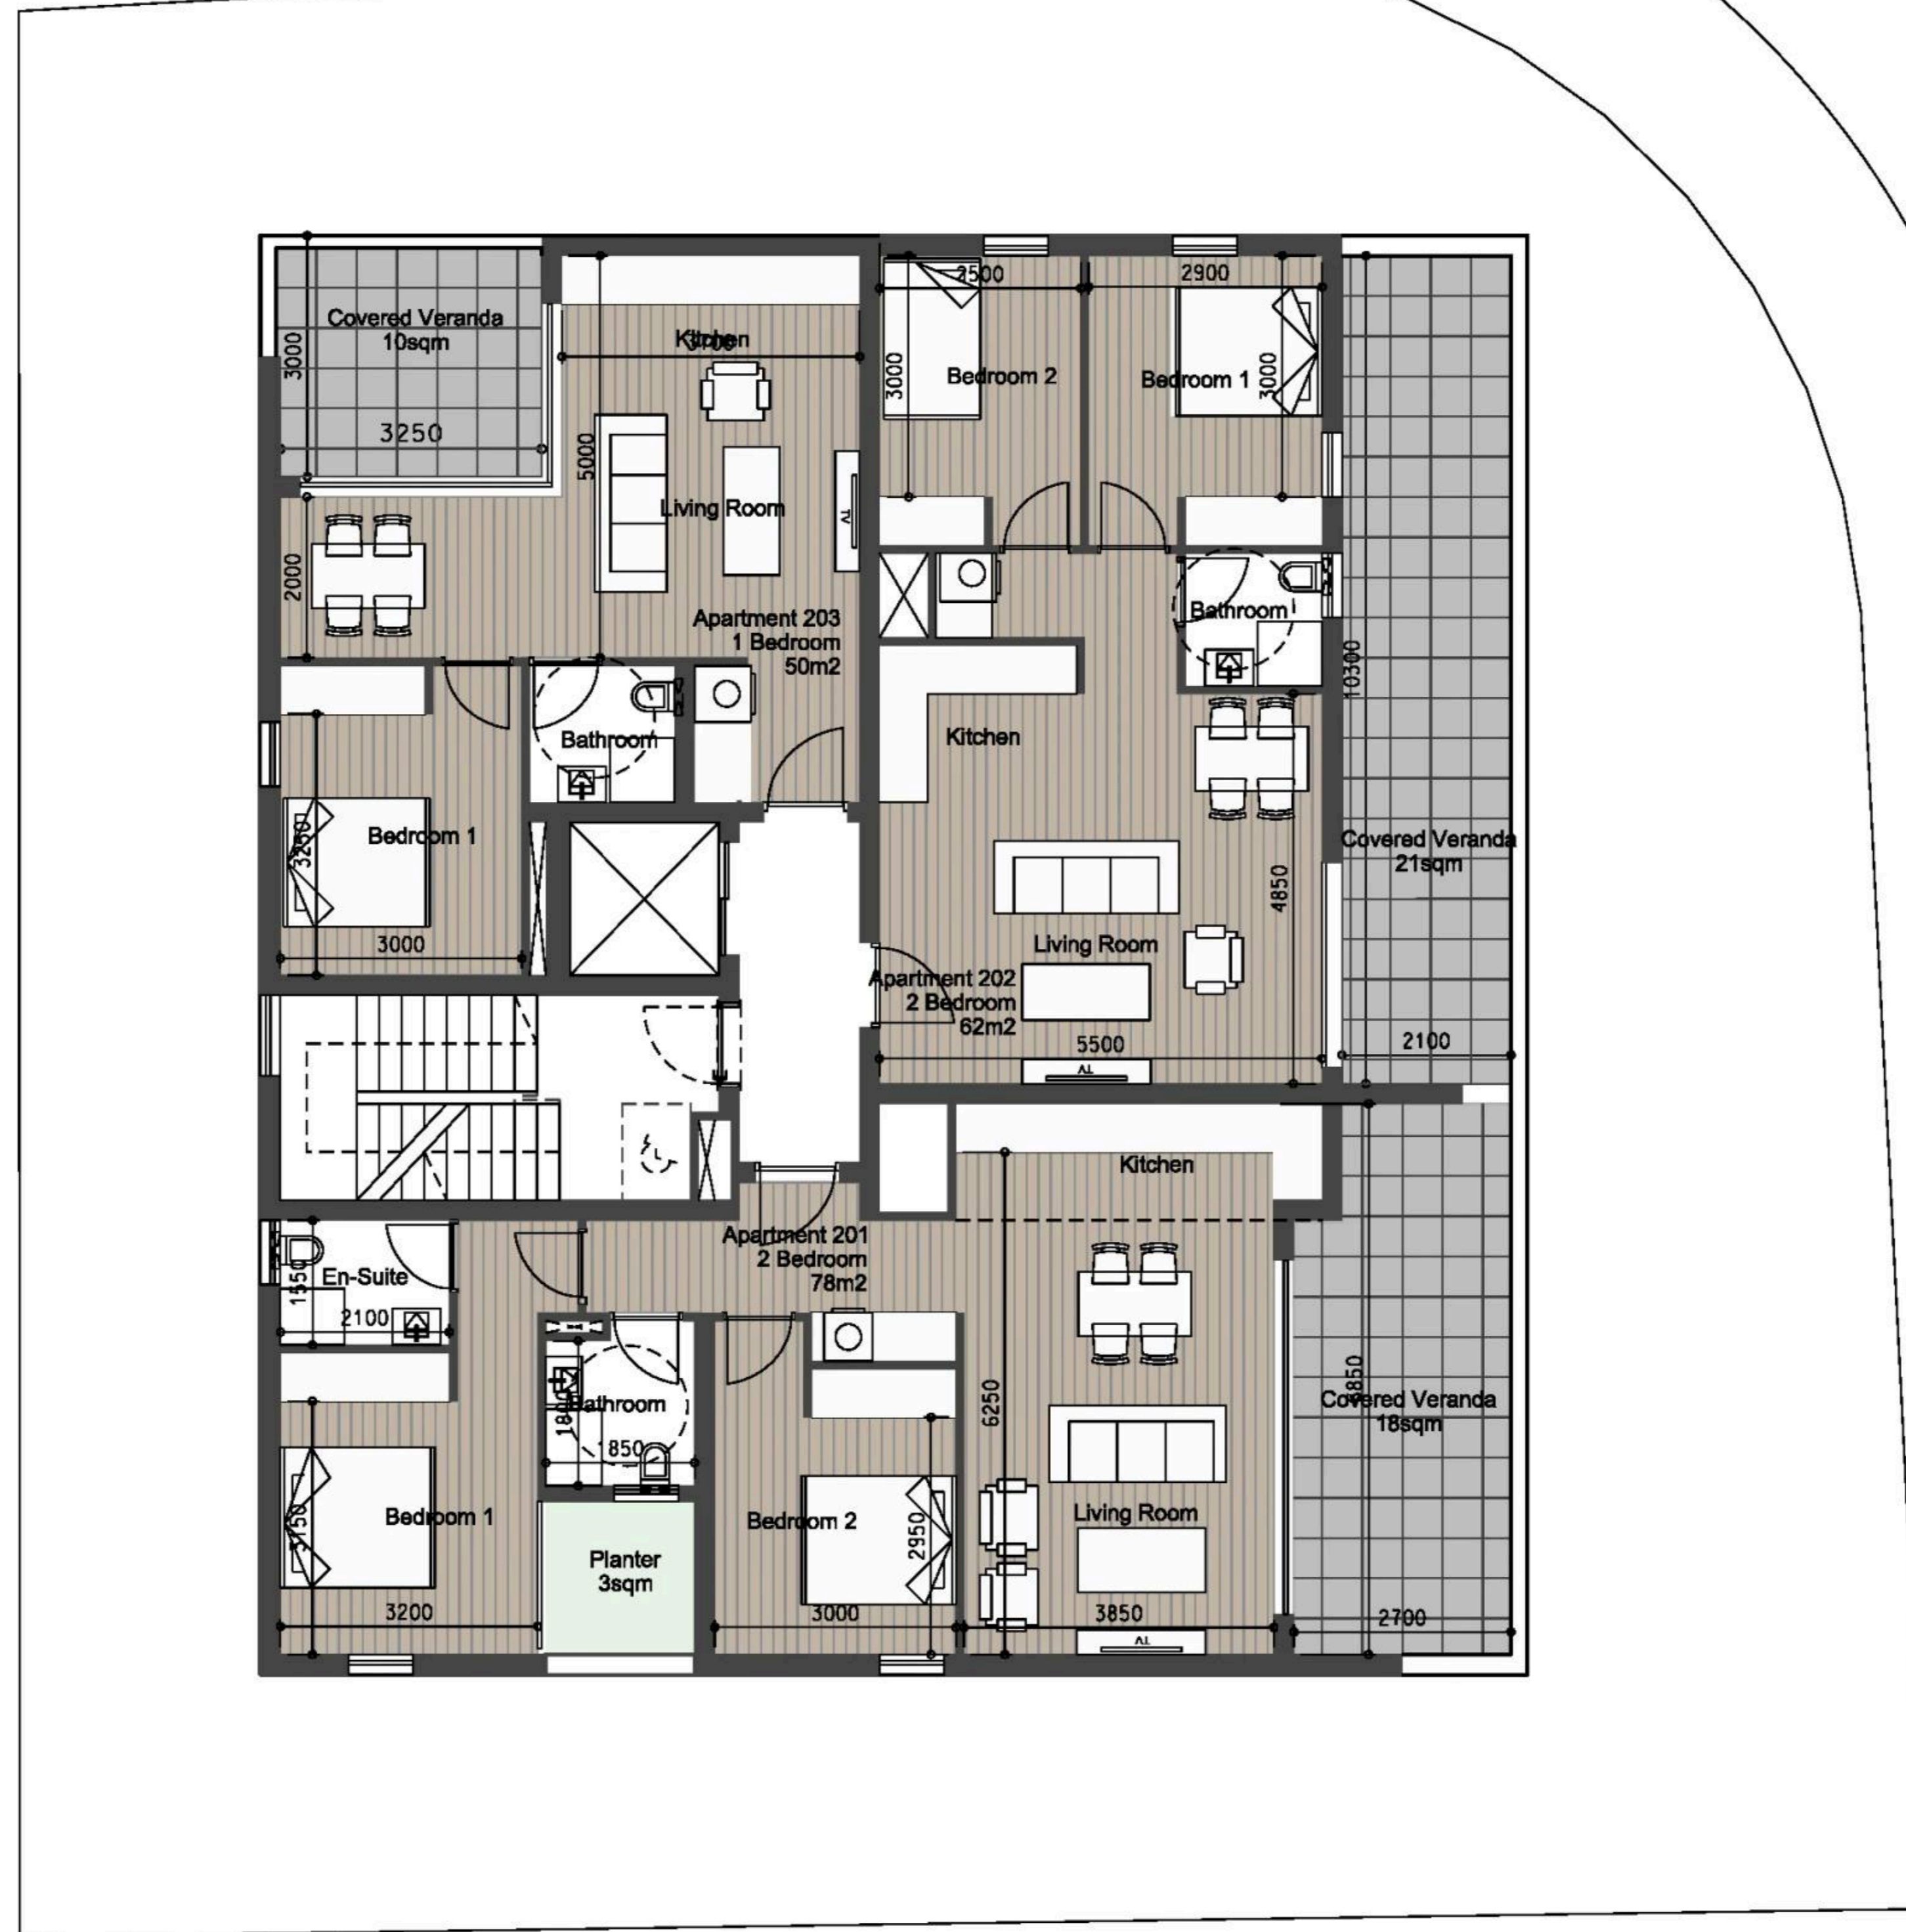 Covered Veranda
10sqm
3000
3250
2000
Kitchen
5000
Living Room
TV
Apartment 203
1 Bedroom
50m2
Bathroom
Bedroom 1
3250
3000
2500
3000
Bedroom 2
2900
Bedroom 1
3000
Bathroom
Kitchen
10300
Covered Veranda
21sqm
4850
Living Room
Apartment 202
2 Bedroom
62m2
5500
2100
TV
Kitchen
Apartment 201
2 Bedroom
78m2
En-Suite
1550
2100
Bathroom
1800
Bedroom 1
3150
3200
Planter
3sqm
Bedroom 2
2950
3000
6250
Living Room
3850
TV
Covered Veranda
18sqm
2700